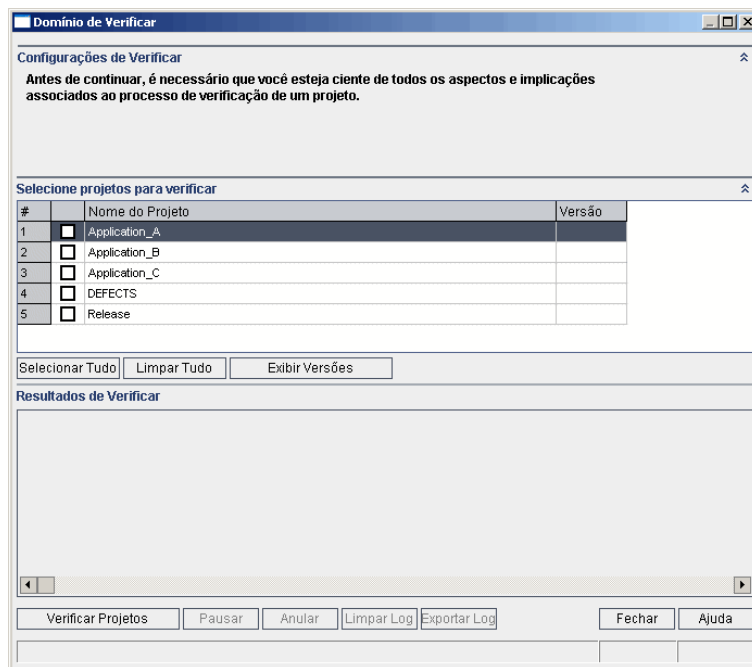 Domínio de Verificar
Configurações de Verificar
Antes de continuar, é necessário que você esteja ciente de todos os aspectos e implicações
associados ao processo de verificação de um projeto.
Selecione projetos para verificar
# Nome do Projeto Versão
1 Application_A
2 Application_B
3 Application_C
4 DEFECTS
5 Release
Selecionar Tudo Limpar Tudo Exibir Versões
Resultados de Verificar
Verificar Projetos Pausar Anular Limpar Log Exportar Log Fechar Ajuda